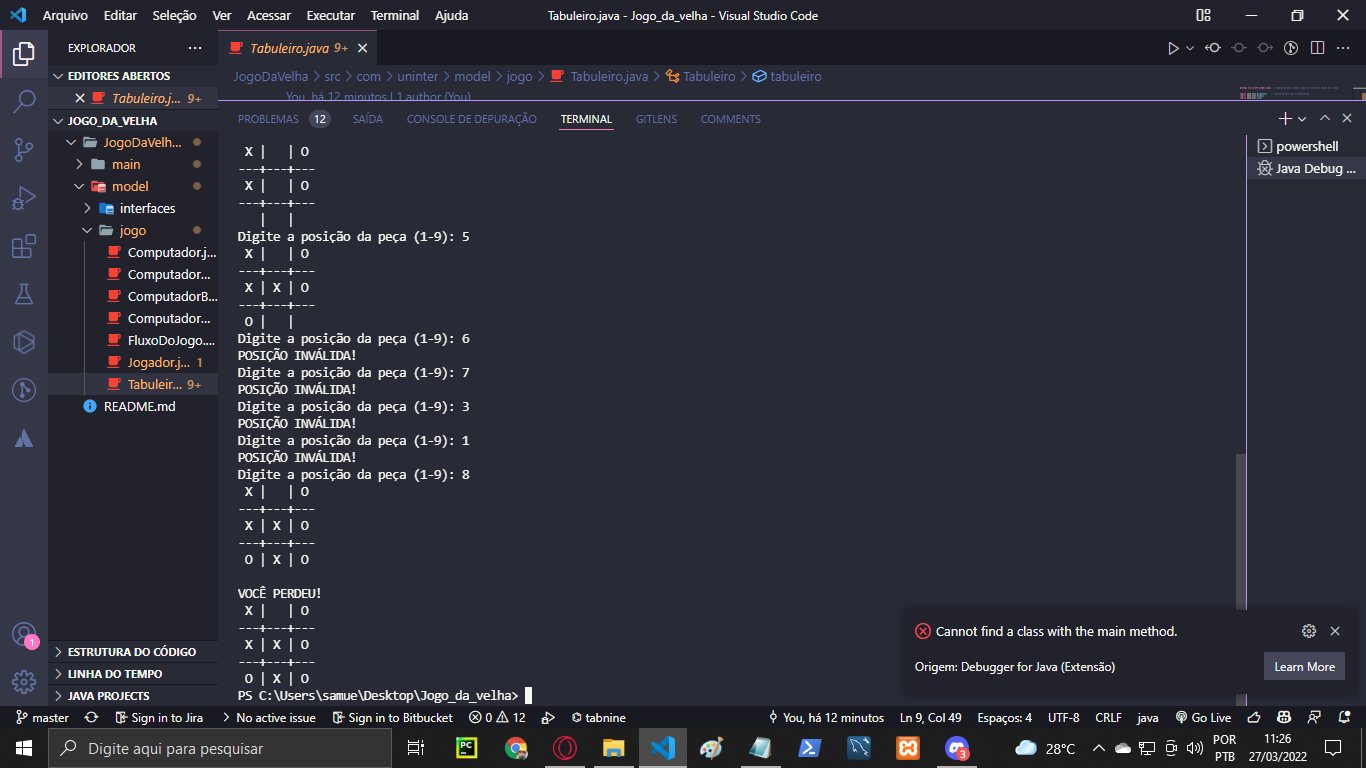 Arquivo Editar Seleção Ver Acessar Executar Terminal Ajuda
Tabuleiro.java - Jogo_da_velha - Visual Studio Code
EXPLORADOR
EDITORES ABERTOS
Tabuleiro.j... 9+
JOGO_DA_VELHA
JogoDaVelh...
main
model
interfaces
jogo
Computador.j...
Computador...
ComputadorB...
Computador...
FluxoDoJogo....
Jogador.j... 1
Tabuleir... 9+
README.md
ESTRUTURA DO CÓDIGO
LINHA DO TEMPO
JAVA PROJECTS
1
Tabuleiro.java 9+
JogoDaVelha > src > com > uninter > model > jogo > Tabuleiro.java > Tabuleiro > tabuleiro
You, há 12 minutos | 1 author (You)
PROBLEMAS 12 SAÍDA CONSOLE DE DEPURAÇÃO TERMINAL GITLENS COMMENTS
X |   | O
---+---+---
X |   | O
---+---+---
|   |
Digite a posição da peça (1-9): 5
X |   | O
---+---+---
X | X | O
---+---+---
O |   |
Digite a posição da peça (1-9): 6
POSIÇÃO INVÁLIDA!
Digite a posição da peça (1-9): 7
POSIÇÃO INVÁLIDA!
Digite a posição da peça (1-9): 3
POSIÇÃO INVÁLIDA!
Digite a posição da peça (1-9): 1
POSIÇÃO INVÁLIDA!
Digite a posição da peça (1-9): 8
X |   | O
---+---+---
X | X | O
---+---+---
O | X | O
VOCÊ PERDEU!
X |   | O
---+---+---
X | X | O
---+---+---
O | X | O
PS C:\Users\samue\Desktop\Jogo_da_velha>
powershell
Java Debug ...
Cannot find a class with the main method.
Origem: Debugger for Java (Extensão)
Learn More
master Sign in to Jira No active issue Sign in to Bitbucket 0 12 tabnine
You, há 12 minutos Ln 9, Col 49 Espaços: 4 UTF-8 CRLF java Go Live
Digite aqui para pesquisar
PC
3
28°C
POR
PTB
11:26
27/03/2022